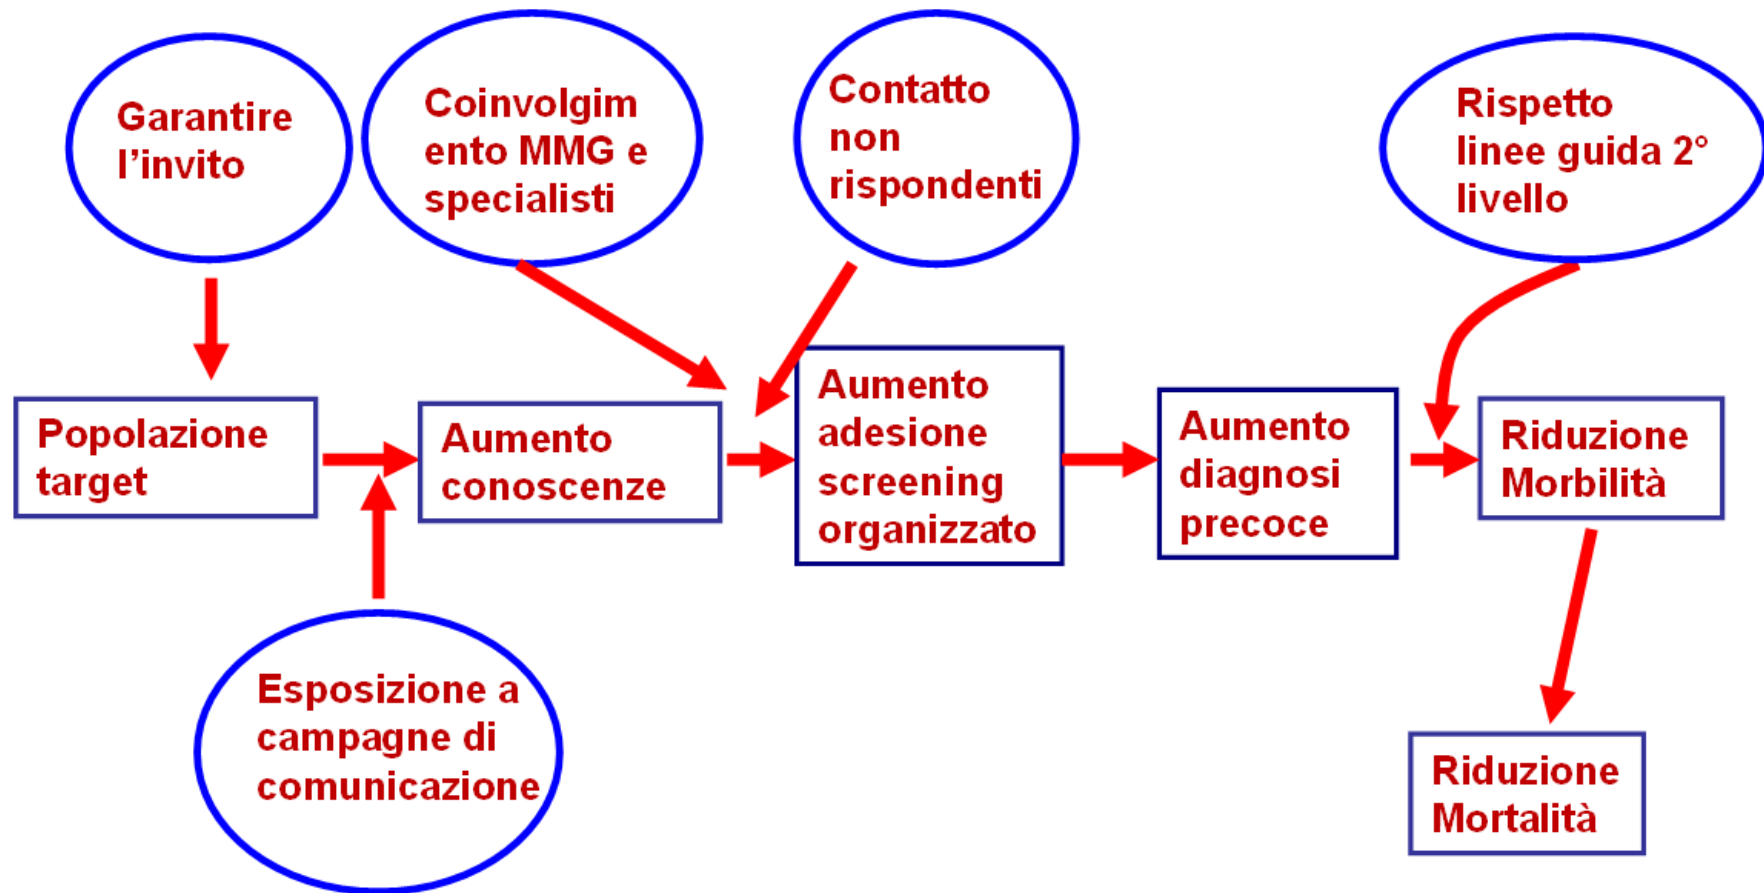 Garantire
l’invito
Coinvolgim
ento MMG e
specialisti
Contatto
non
rispondenti
Rispetto
linee guida 2°
livello
Popolazione
target
Aumento
conoscenze
Aumento
adesione
screening
organizzato
Aumento
diagnosi
precoce
Riduzione
Morbilità
Esposizione a
campagne di
comunicazione
Riduzione
Mortalità